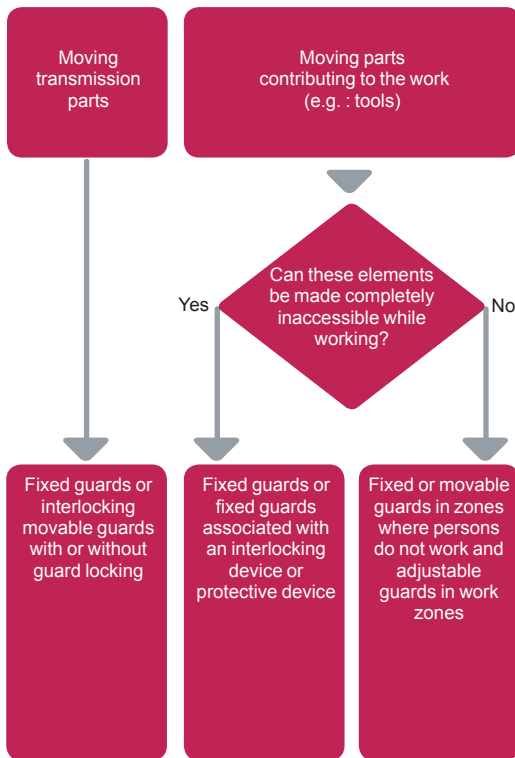 Moving
transmission
parts
Moving parts
contributing to the work
(e.g. : tools)
Can these elements
be made completely
inaccessible while
working?
Yes
No
Fixed guards or
interlocking
movable guards
with or without
guard locking
Fixed guards or
fixed guards
associated with
an interlocking
device or
protective device
Fixed or movable
guards in zones
where persons
do not work and
adjustable
guards in work
zones